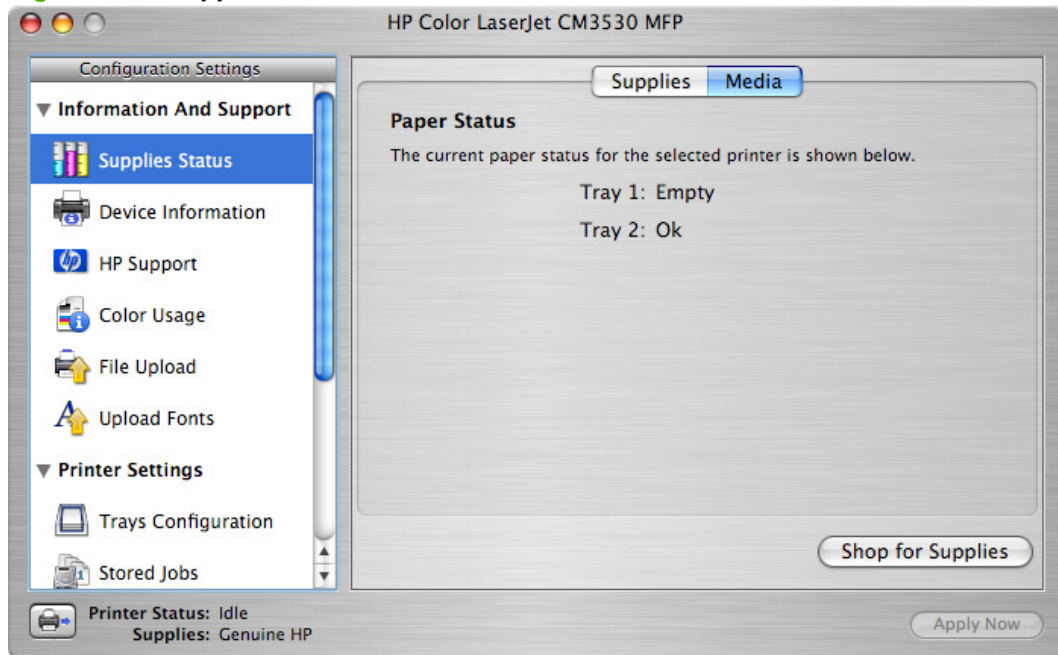 HP Color LaserJet CM3530 MFP
Configuration Settings
Information And Support
Supplies Status
Device Information
HP Support
Color Usage
File Upload
Upload Fonts
Printer Settings
Trays Configuration
Stored Jobs
Supplies Media
Paper Status
The current paper status for the selected printer is shown below.
Tray 1: Empty
Tray 2: Ok
Shop for Supplies
Printer Status: Idle
Supplies: Genuine HP
Apply Now